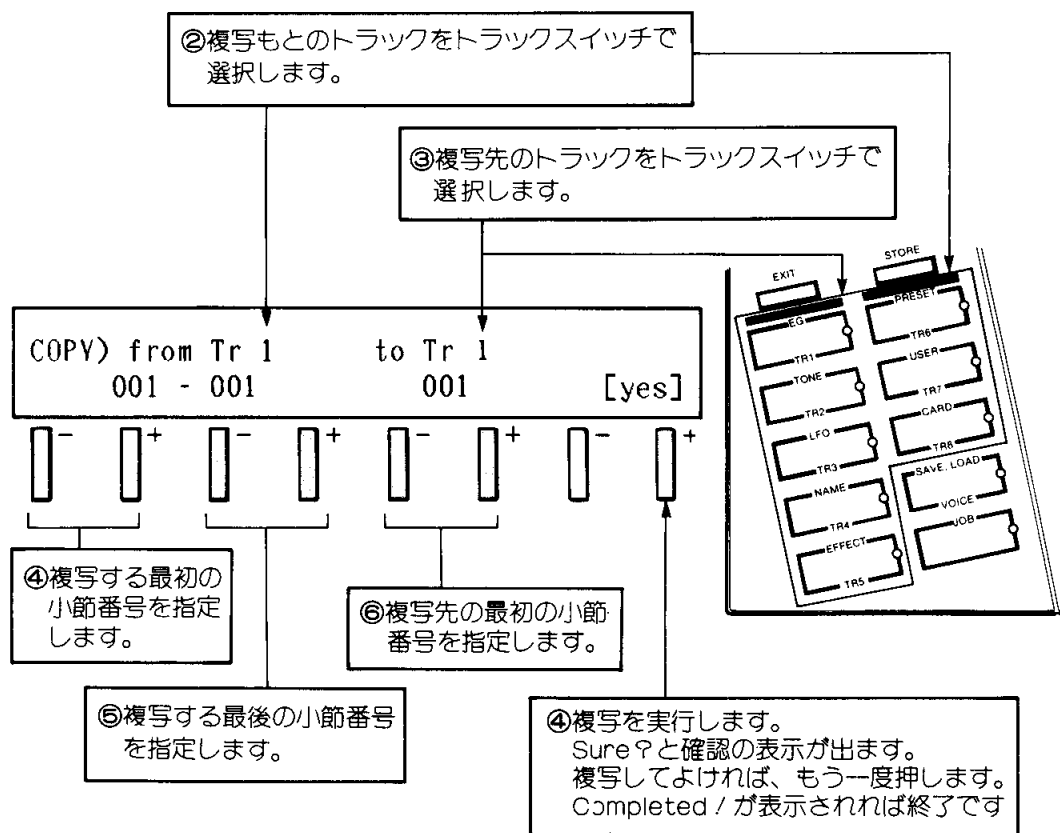 ②複写もとのトラックをトラックスイッチで
選択します。
③複写先のトラックをトラックスイッチで
選択します。
EXIT
STORE
EG
TR1
PRESET
TR6
TONE
TR2
USER
TR7
LFO
TR3
CARD
TR8
NAME
TR4
SAVE, LOAD
VOICE
EFFECT
TR5
JOB
COPY) from Tr 1 to Tr 1
001 - 001 001 [yes]
- + - + - + - +
④複写する最初の
小節番号を指定
します。
⑥複写先の最初の小節
番号を指定します。
⑤複写する最後の小節番号
を指定します。
④複写を実行します。
Sure?と確認の表示が出ます。
複写してよければ、もう一度押します。
Completed!が表示されれば終了です